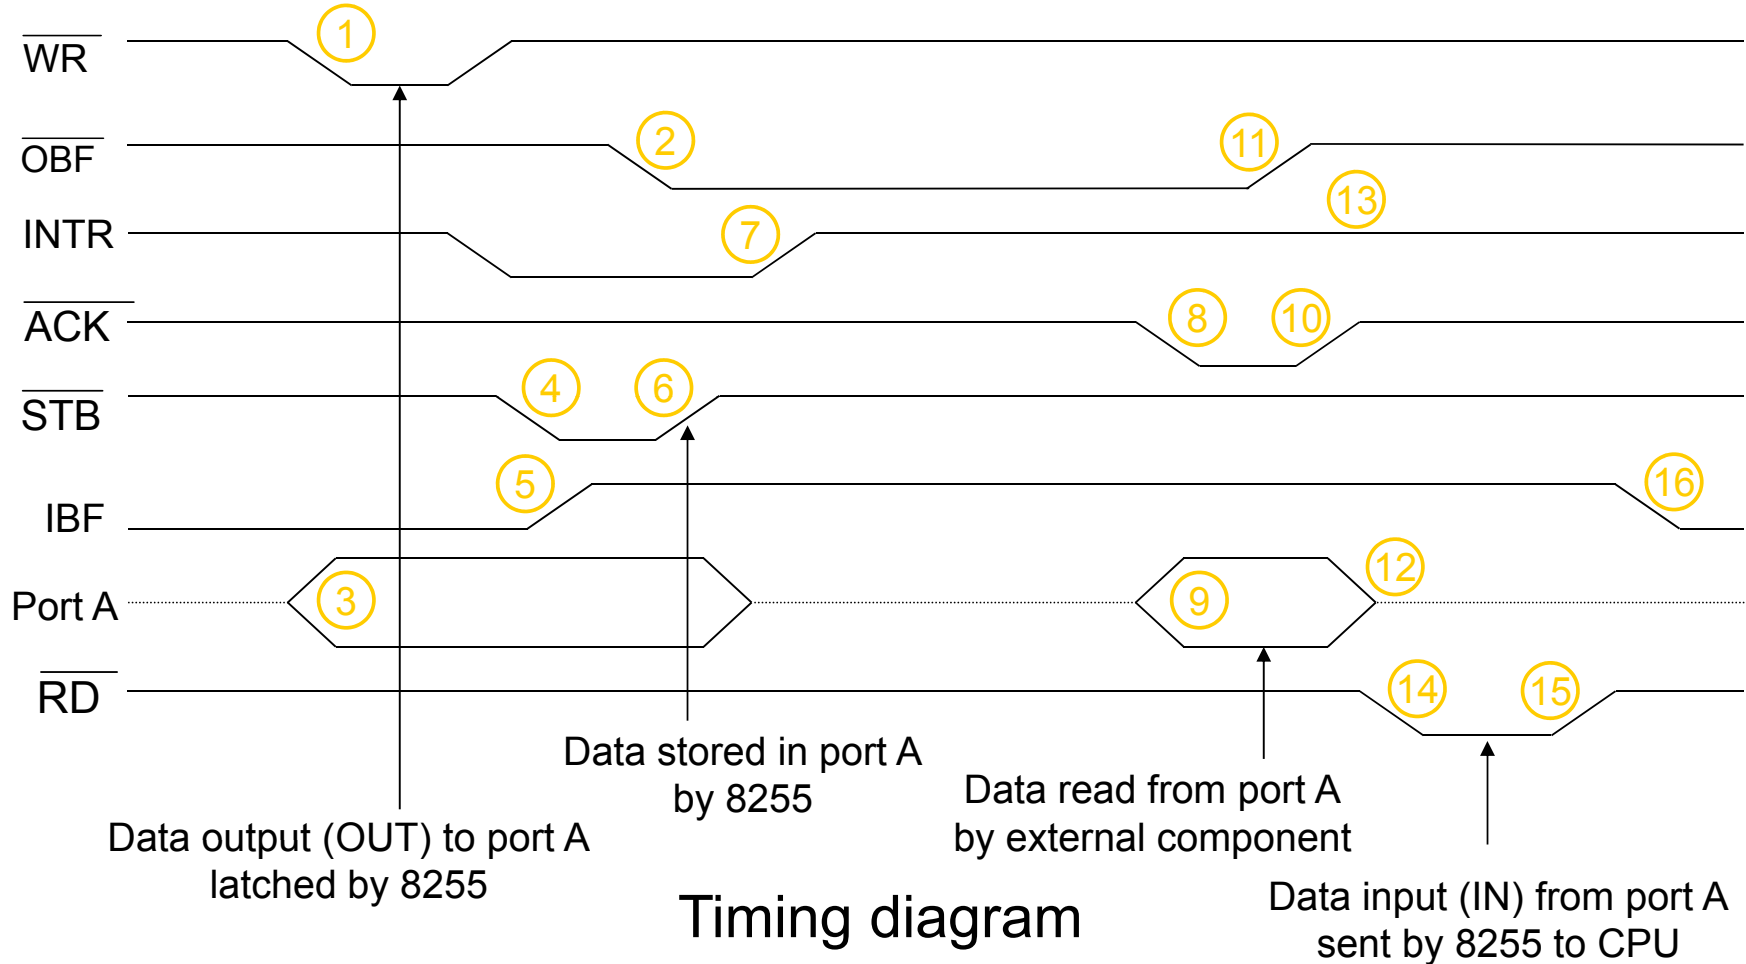 WR 1
OBF 2 11
INTR 7 13
ACK 8 10
STB 4 6
IBF 5 16
Port A 3 9 12
RD 14 15
Data stored in port A
by 8255
Data read from port A
by external component
Data output (OUT) to port A
latched by 8255
Data input (IN) from port A
sent by 8255 to CPU
Timing diagram